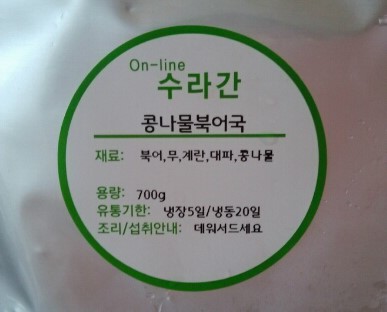 On-line
수라간
콩나물북어국
재료: 북어,무,계란,대파,콩나물
용량: 700g
유통기한: 냉장5일/냉동20일
조리/섭취안내: 데워서드세요